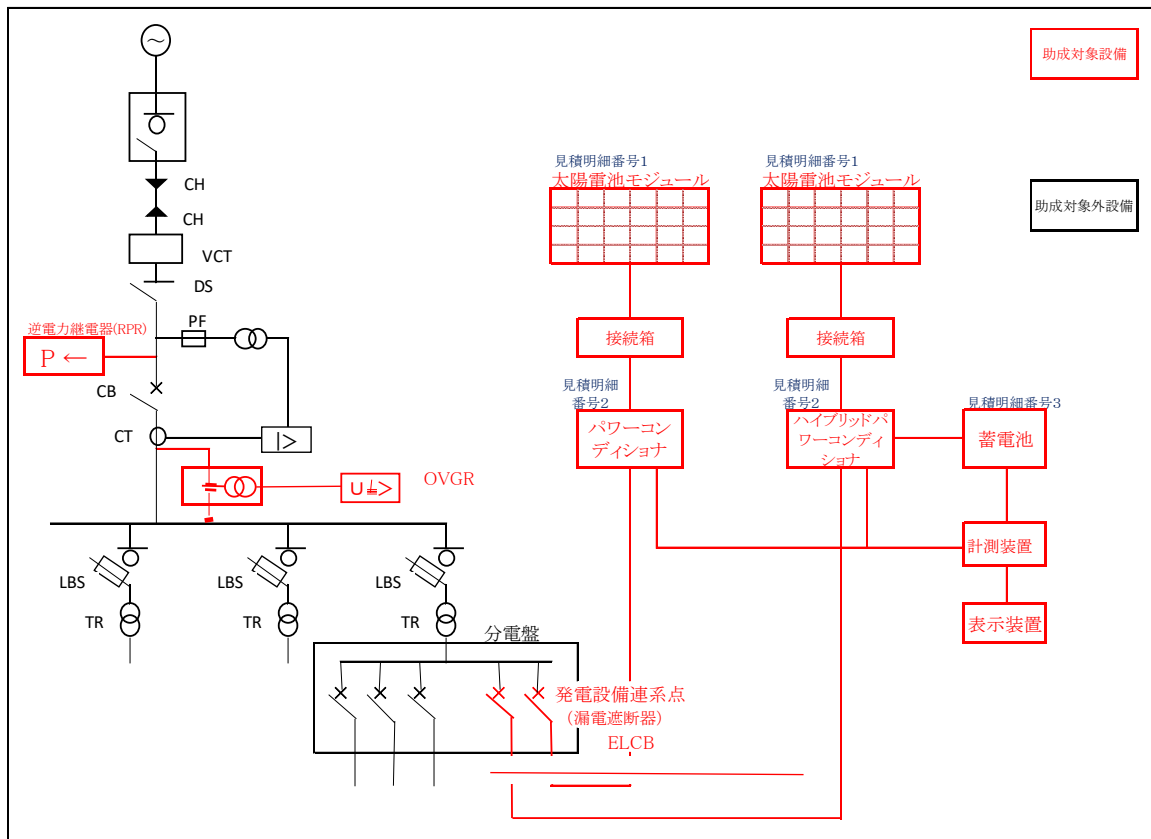 助成対象設備
助成対象外設備
CH
CH
VCT
DS
逆電力継電器(RPR)
P ←
PF
CB
CT
I>
U >
OVGR
LBS
LBS
LBS
TR
TR
TR
分電盤
見積明細番号1
太陽電池モジュール
見積明細番号1
太陽電池モジュール
接続箱
接続箱
見積明細
番号2
パワーコン
ディショナ
見積明細
番号2
ハイブリッドパ
ワーコンディ
ショナ
見積明細番号3
蓄電池
計測装置
表示装置
発電設備連系点
（漏電遮断器）
ELCB